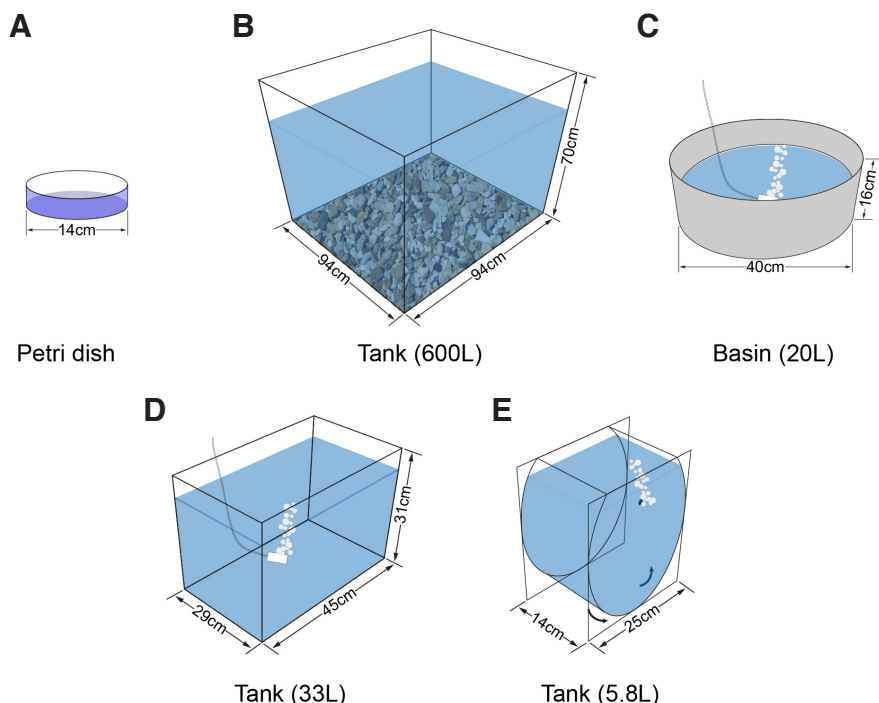 A
B
C
14cm
94cm
94cm
70cm
40cm
16cm
Petri dish
Tank (600L)
Basin (20L)
D
E
29cm
45cm
31cm
14cm
25cm
Tank (33L)
Tank (5.8L)